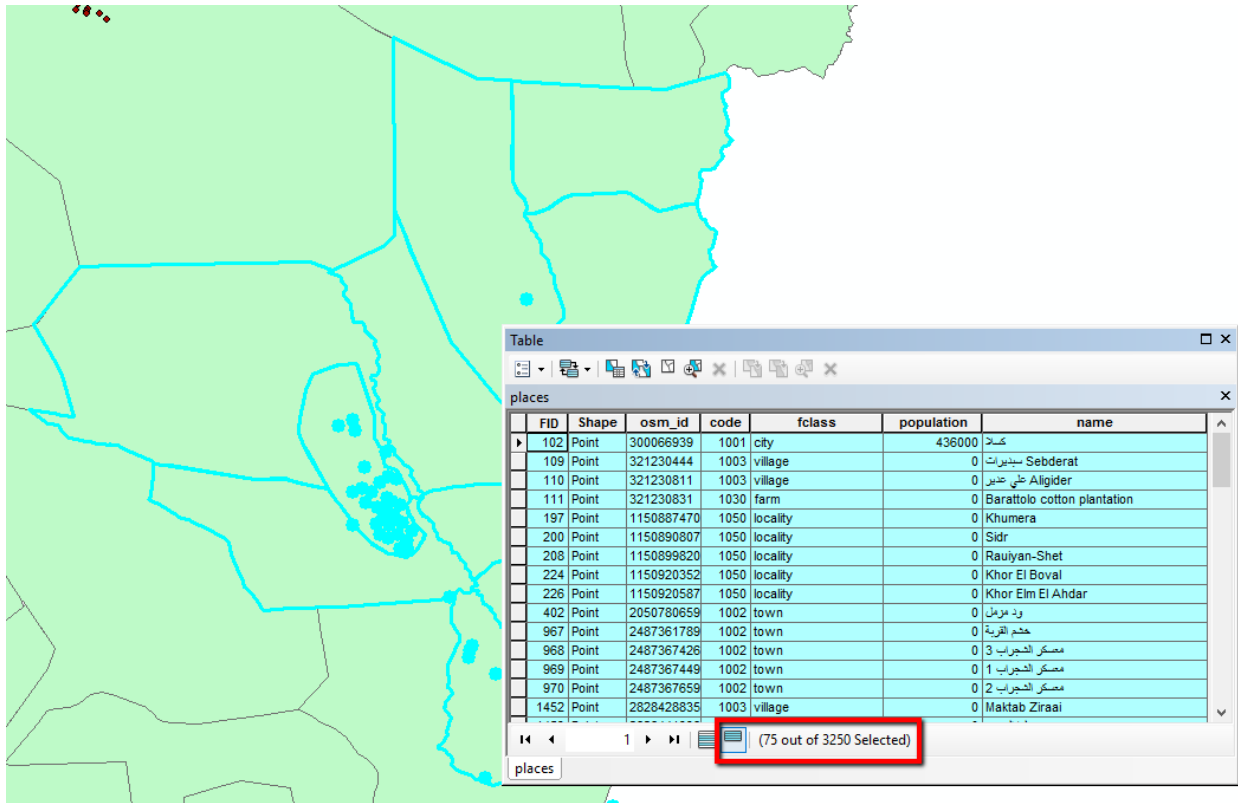 Table
places
FID Shape osm_id code fclass population name
102 Point 300066939 1001 city 436000 كسلا
109 Point 321230444 1003 village 0 سبديرات Sebderat
110 Point 321230811 1003 village 0 علي غدير Aligider
111 Point 321230831 1030 farm 0 Barattolo cotton plantation
197 Point 1150887470 1050 locality 0 Khumera
200 Point 1150890807 1050 locality 0 Sidr
208 Point 1150899820 1050 locality 0 Rauiyan-Shet
224 Point 1150920352 1050 locality 0 Khor El Boval
226 Point 1150920587 1050 locality 0 Khor Elm El Ahdar
402 Point 2050780659 1002 town 0 ود مزمل
967 Point 2487361789 1002 town 0 خشم القربة
968 Point 2487367426 1002 town 0 معسكر الشجراب 3
969 Point 2487367449 1002 town 0 معسكر الشجراب 1
970 Point 2487367659 1002 town 0 معسكر الشجراب 2
1452 Point 2828428835 1003 village 0 Maktab Ziraai
1 (75 out of 3250 Selected)
places